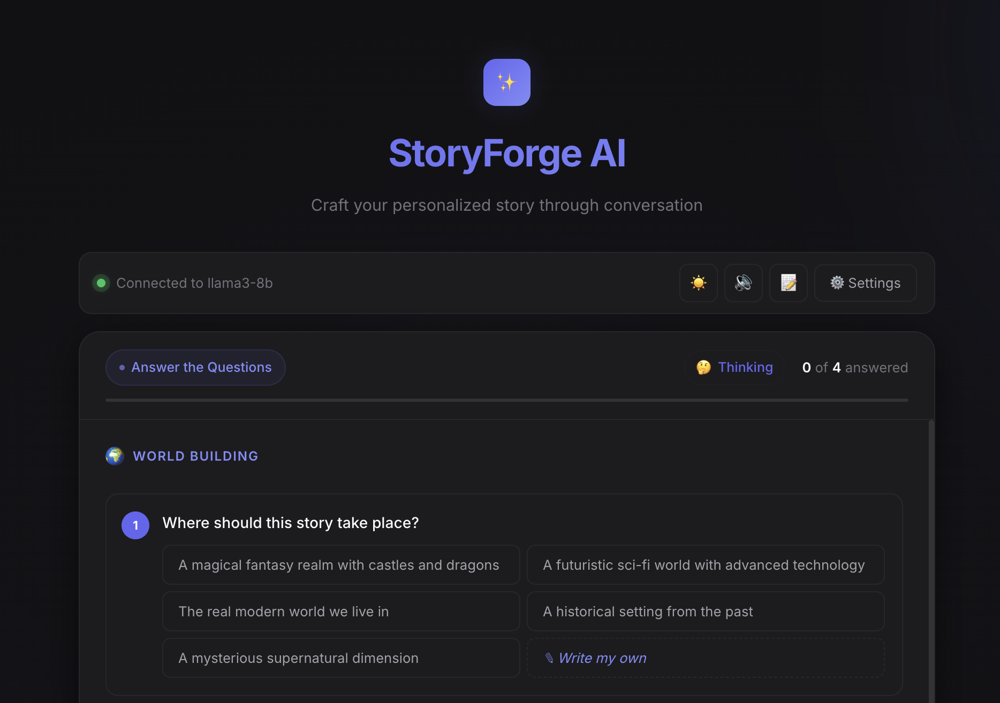 StoryForge AI
Craft your personalized story through conversation
Connected to llama3-8b
Settings
Answer the Questions
Thinking
0 of 4 answered
WORLD BUILDING
1
Where should this story take place?
A magical fantasy realm with castles and dragons
A futuristic sci-fi world with advanced technology
The real modern world we live in
A historical setting from the past
A mysterious supernatural dimension
Write my own